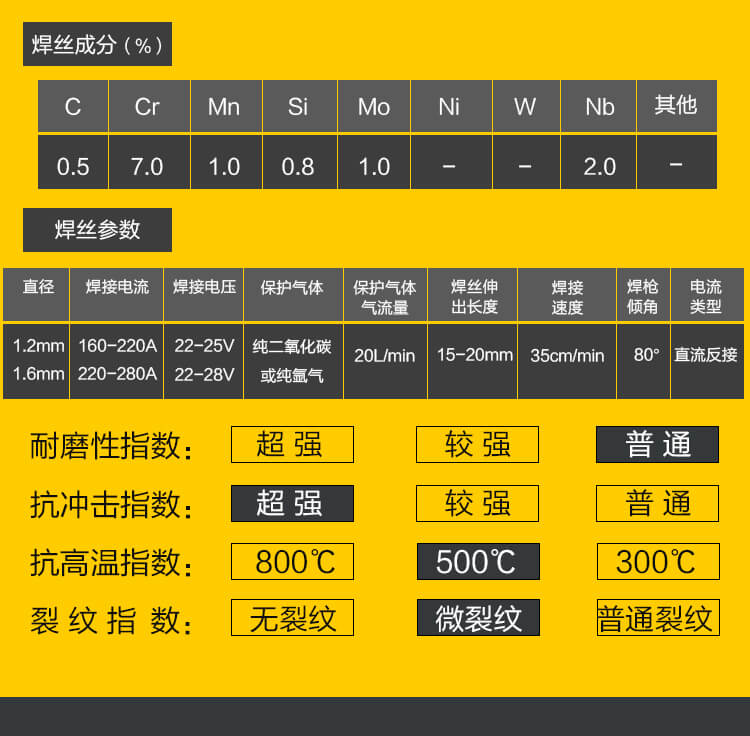 焊丝成分(%)
C Cr Mn Si Mo Ni W Nb 其他
0.5 7.0 1.0 0.8 1.0 – – 2.0 –
焊丝参数
直径 焊接电流 焊接电压 保护气体 保护气体 焊丝伸 焊接 焊枪 电流
气流量 出长度 速度 倾角 类型
1.2mm 160-220A 22-25V 纯二氧化碳 20L/min 15-20mm 35cm/min 80° 直流反接
1.6mm 220-280A 22-28V 或纯氩气
耐磨性指数: 超强 较强 普通
抗冲击指数: 超强 较强 普通
抗高温指数: 800℃ 500℃ 300℃
裂纹指数: 无裂纹 微裂纹 普通裂纹